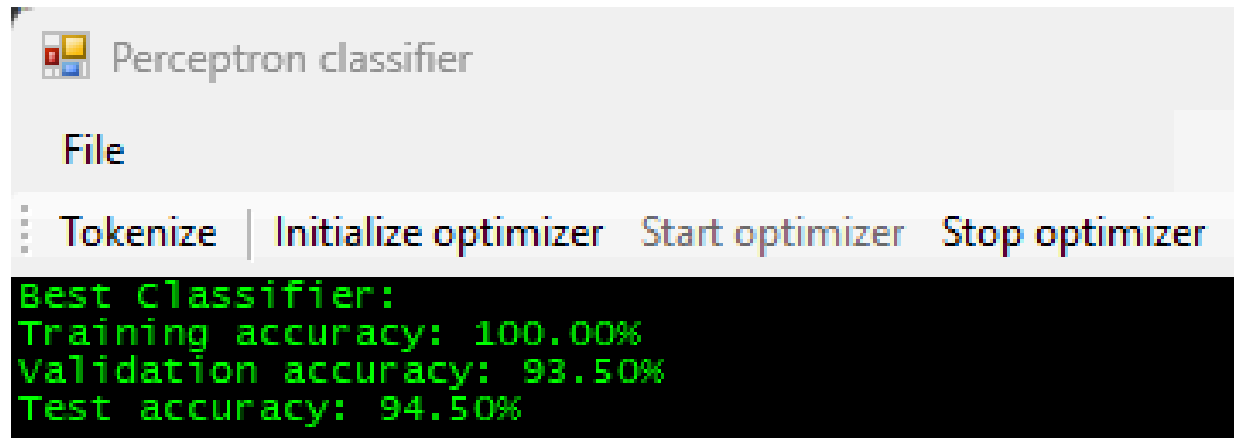 Perceptron classifier
File
Tokenize Initialize optimizer Start optimizer Stop optimizer
Best Classifier:
Training accuracy: 100.00%
Validation accuracy: 93.50%
Test accuracy: 94.50%